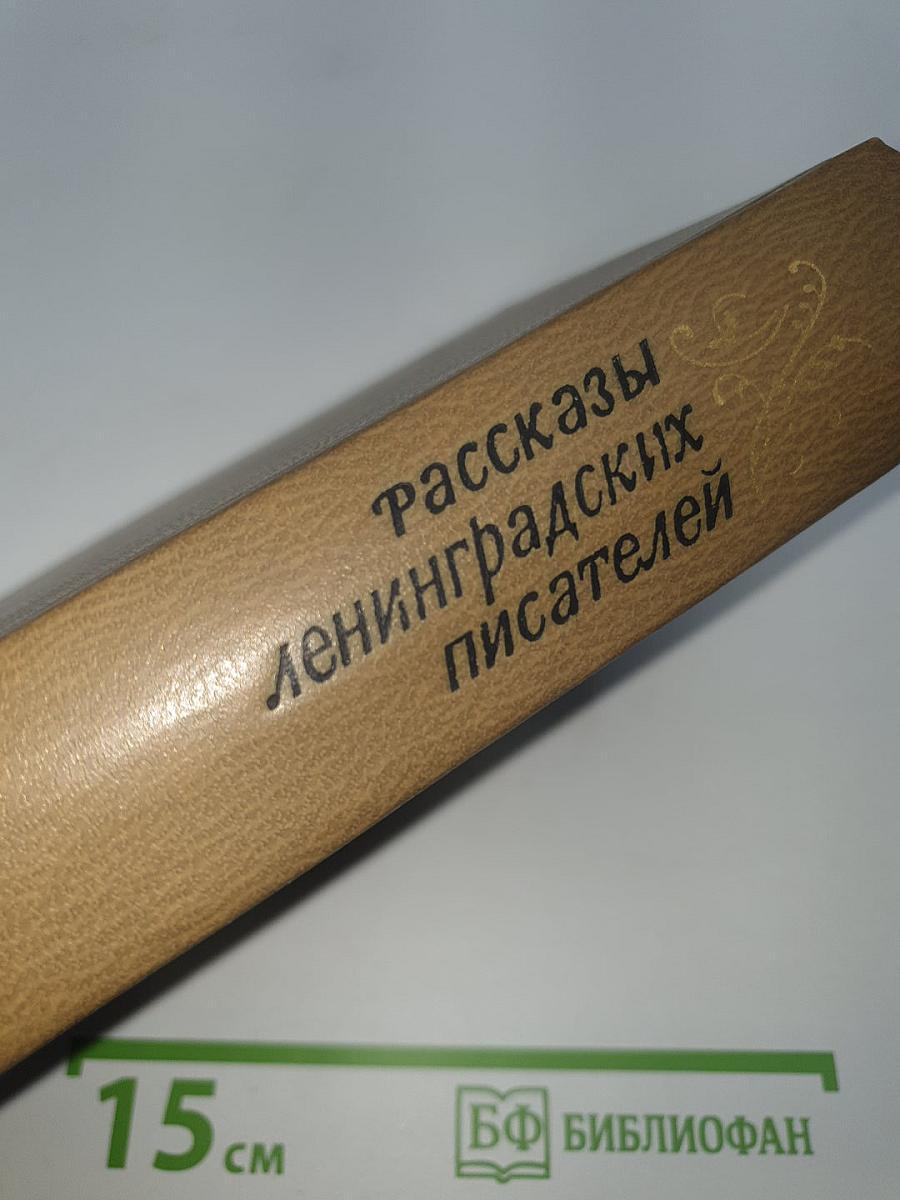 Рассказы
ленинградских
писателей
15 см
БФ БИБЛИОФАН